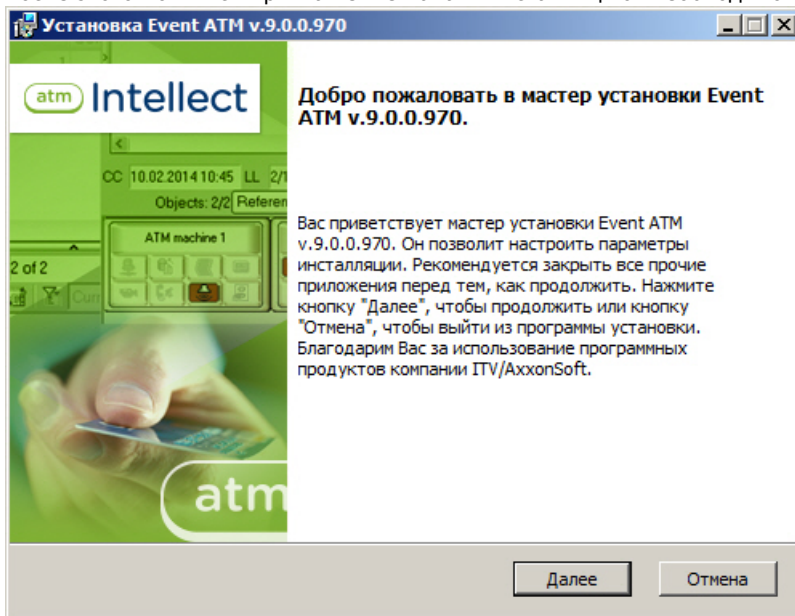 Установка Event ATM v.9.0.0.970
atm Intellect
Добро пожаловать в мастер установки Event
ATM v.9.0.0.970.
CC 10.02.2014 10:45 LL
Objects: 2/2
ATM machine 1
2 of 2
Вас приветствует мастер установки Event ATM
v.9.0.0.970. Он позволит настроить параметры
инсталляции. Рекомендуется закрыть все прочие
приложения перед тем, как продолжить. Нажмите
кнопку "Далее", чтобы продолжить или кнопку
"Отмена", чтобы выйти из программы установки.
Благодарим Вас за использование программных
продуктов компании ITV/AxxonSoft.
atm
Далее
Отмена